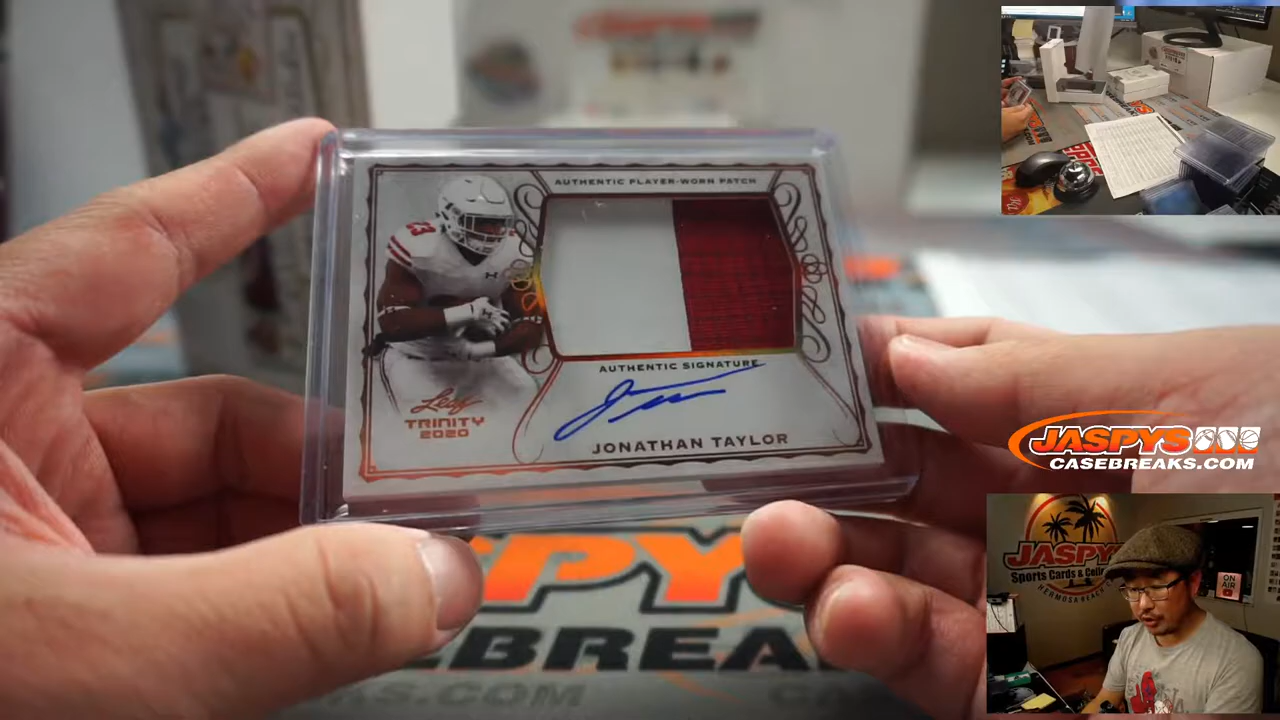 AUTHENTIC PLAYER-WORN PATCH
23
AUTHENTIC SIGNATURE
Leaf
TRINITY
2020
JONATHAN TAYLOR
JASPYS
CASEBREAKS.COM
JASPYS
Sports Cards &
HERMOSA BEACH
ON
AIR